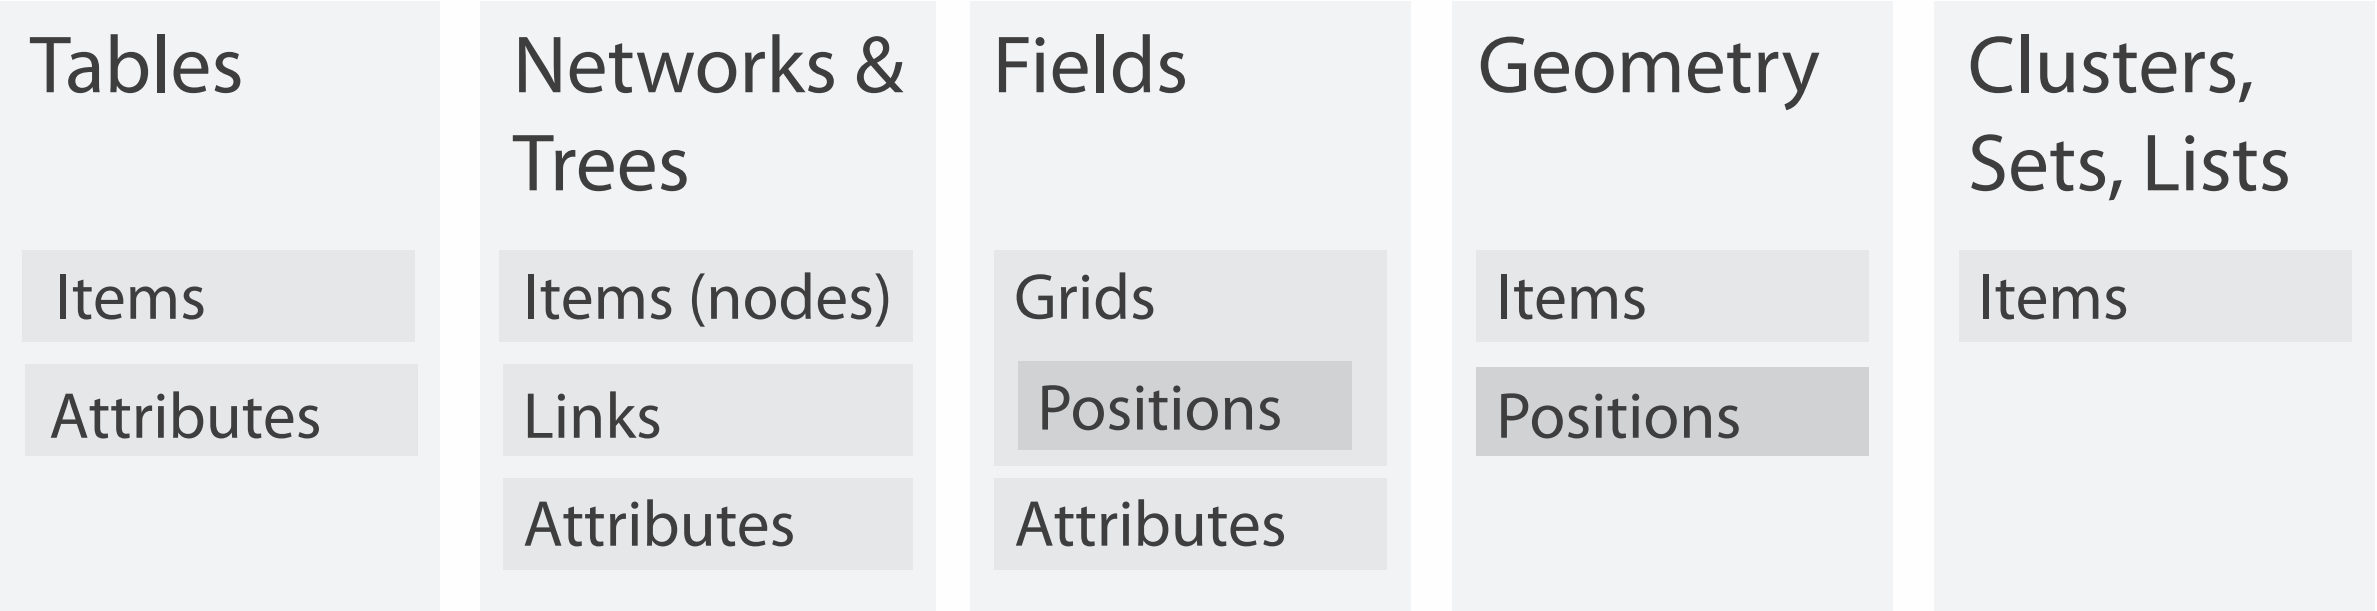 Tables
Items
Attributes
Networks &
Trees
Items (nodes)
Links
Attributes
Fields
Grids
Positions
Attributes
Geometry
Items
Positions
Clusters,
Sets, Lists
Items